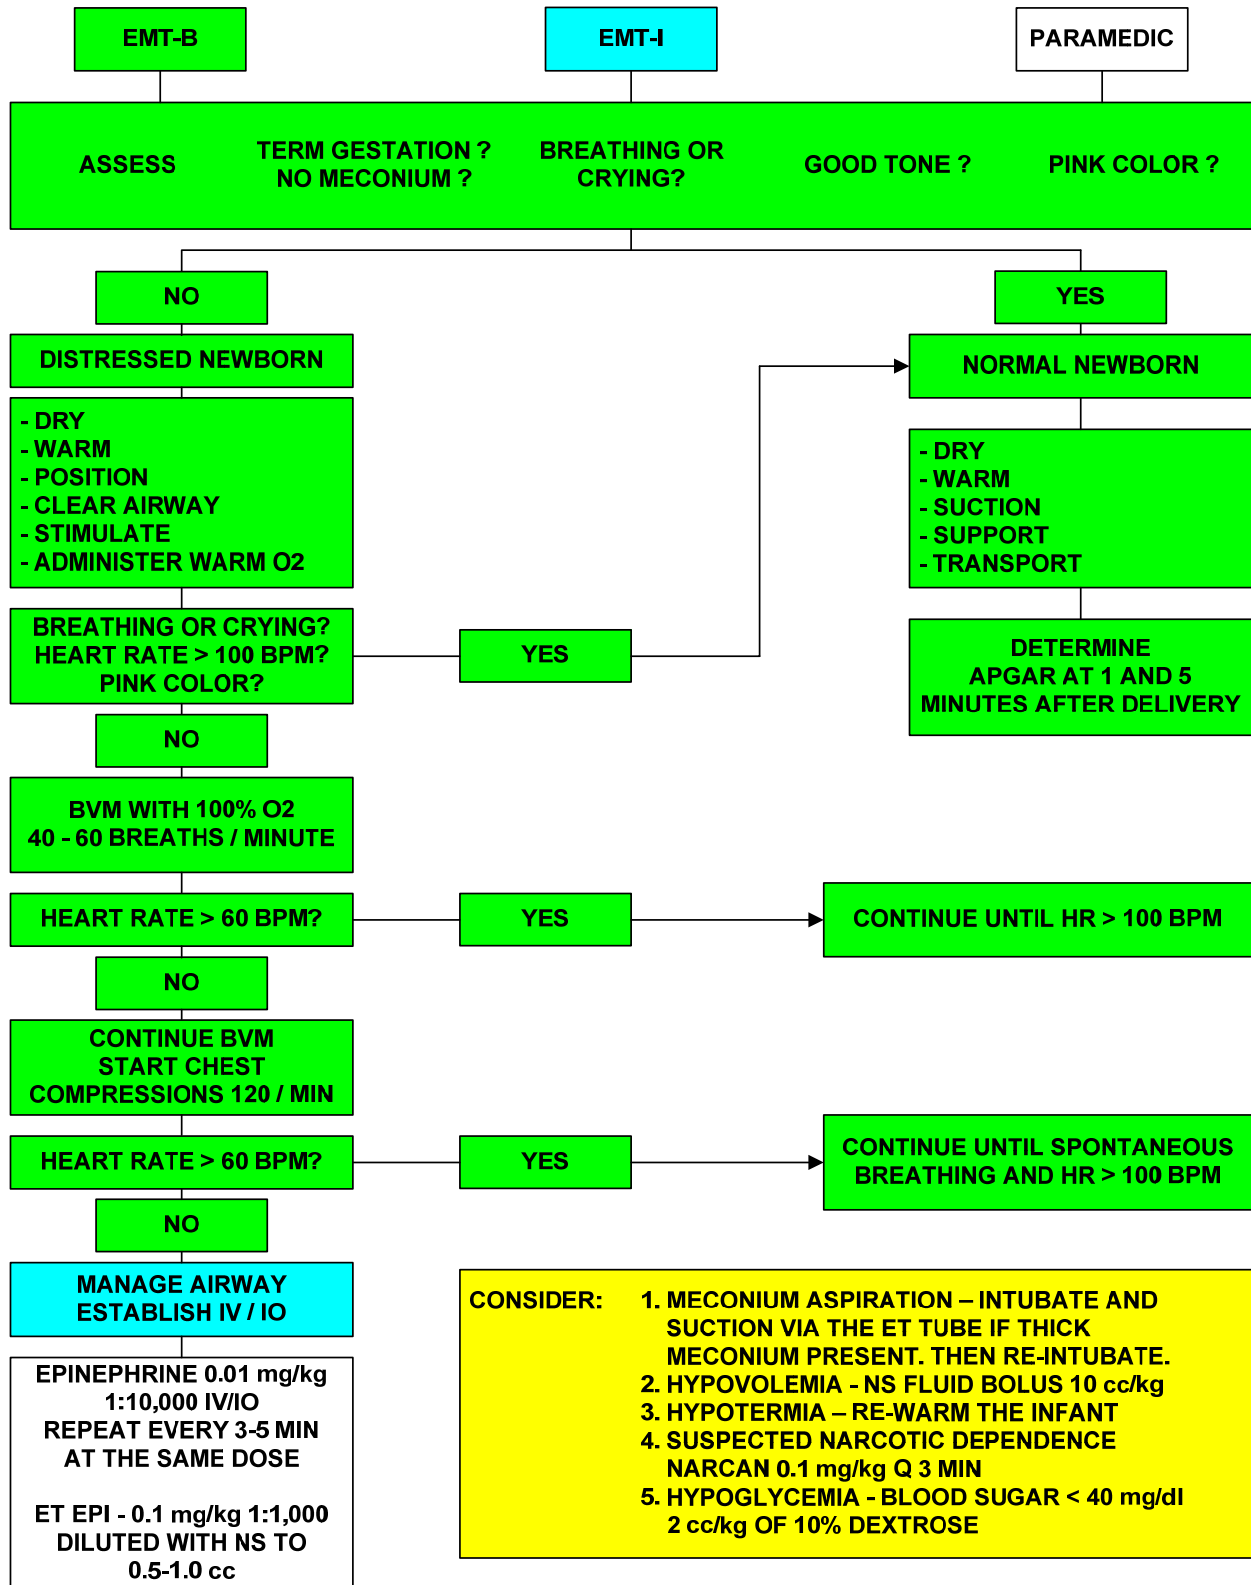 EMT-B
EMT-I
PARAMEDIC
ASSESS
TERM GESTATION ?
NO MECONIUM ?
BREATHING OR
CRYING?
GOOD TONE ?
PINK COLOR ?
NO
YES
DISTRESSED NEWBORN
NORMAL NEWBORN
- DRY
- WARM
- POSITION
- CLEAR AIRWAY
- STIMULATE
- ADMINISTER WARM O2
- DRY
- WARM
- SUCTION
- SUPPORT
- TRANSPORT
BREATHING OR CRYING?
HEART RATE > 100 BPM?
PINK COLOR?
YES
DETERMINE
APGAR AT 1 AND 5
MINUTES AFTER DELIVERY
NO
BVM WITH 100% O2
40 - 60 BREATHS / MINUTE
HEART RATE > 60 BPM?
YES
CONTINUE UNTIL HR > 100 BPM
NO
CONTINUE BVM
START CHEST
COMPRESSIONS 120 / MIN
HEART RATE > 60 BPM?
YES
CONTINUE UNTIL SPONTANEOUS
BREATHING AND HR > 100 BPM
NO
MANAGE AIRWAY
ESTABLISH IV / IO
EPINEPHRINE 0.01 mg/kg
1:10,000 IV/IO
REPEAT EVERY 3-5 MIN
AT THE SAME DOSE
ET EPI - 0.1 mg/kg 1:1,000
DILUTED WITH NS TO
0.5-1.0 cc
CONSIDER: 1. MECONIUM ASPIRATION – INTUBATE AND
SUCTION VIA THE ET TUBE IF THICK
MECONIUM PRESENT. THEN RE-INTUBATE.
2. HYPOVOLEMIA - NS FLUID BOLUS 10 cc/kg
3. HYPOTERMIA – RE-WARM THE INFANT
4. SUSPECTED NARCOTIC DEPENDENCE
NARCAN 0.1 mg/kg Q 3 MIN
5. HYPOGLYCEMIA - BLOOD SUGAR < 40 mg/dl
2 cc/kg OF 10% DEXTROSE